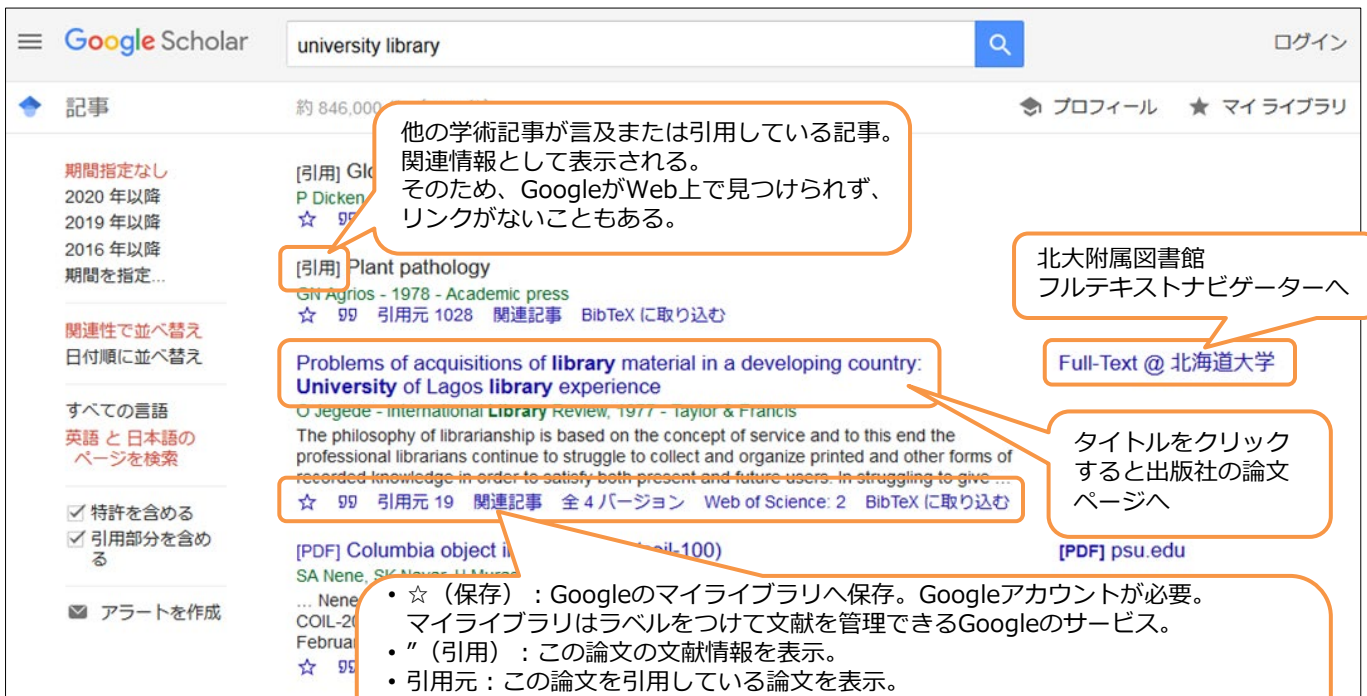 Google Scholar
university library
ログイン
記事
約 846,000
プロフィール
マイライブラリ
期間指定なし
2020 年以降
2019 年以降
2016 年以降
期間を指定...
関連性で並べ替え
日付順に並べ替え
すべての言語
英語 と 日本語の
ページを検索
特許を含める
引用部分を含め
る
アラートを作成
他の学術記事が言及または引用している記事。
関連情報として表示される。
そのため、GoogleがWeb上で見つけられず、
リンクがないこともある。
[引用]
P Dicken
☆ 99
[引用] Plant pathology
GN Agrios - 1978 - Academic press
☆ 99 引用元 1028 関連記事 BibTeX に取り込む
北大附属図書館
フルテキストナビゲーターへ
Problems of acquisitions of library material in a developing country:
University of Lagos library experience
Full-Text @ 北海道大学
O Jegede - International Library Review, 1977 - Taylor & Francis
The philosophy of librarianship is based on the concept of service and to this end the
professional librarians continue to struggle to collect and organize printed and other forms of
recorded knowledge in order to satisfy both present and future users. In struggling to give ...
☆ 99 引用元 19 関連記事 全 4 バージョン Web of Science: 2 BibTeX に取り込む
タイトルをクリック
すると出版社の論文
ページへ
[PDF] Columbia object (coil-100)
[PDF] psu.edu
SA Nene,
... Nene
☆
• ☆（保存）：Googleのマイライブラリへ保存。Googleアカウントが必要。
マイライブラリはラベルをつけて文献を管理できるGoogleのサービス。
• ”（引用）：この論文の文献情報を表示。
• 引用元：この論文を引用している論文を表示。